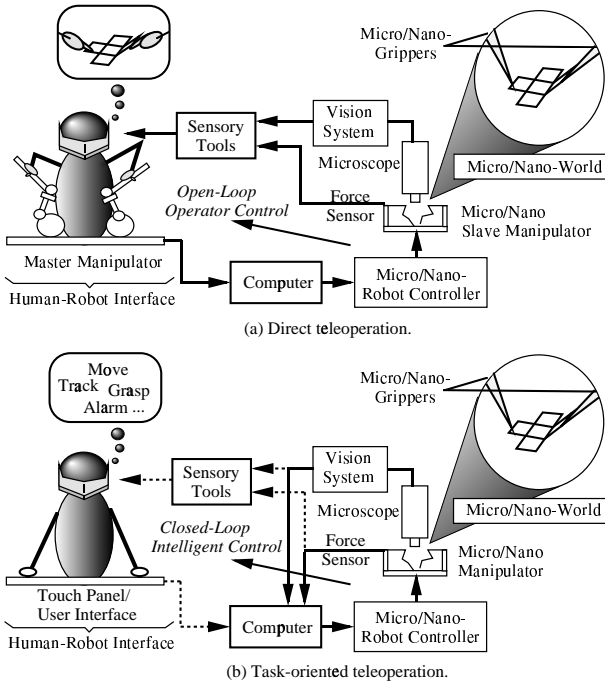 Micro/Nano-
Grippers
Vision
System
Sensory
Tools
Microscope
Micro/Nano-World
Open-Loop
Operator Control
Force
Sensor
Micro/Nano
Slave Manipulator
Master Manipulator
Human-Robot Interface
Computer
Micro/Nano-
Robot Controller
(a) Direct teleoperation.
Move
Track
Grasp
Alarm ...
Micro/Nano-
Grippers
Vision
System
Sensory
Tools
Microscope
Micro/Nano-World
Closed-Loop
Intelligent Control
Force
Sensor
Micro/Nano
Manipulator
Touch Panel/
User Interface
Human-Robot Interface
Computer
Micro/Nano-
Robot Controller
(b) Task-oriented teleoperation.